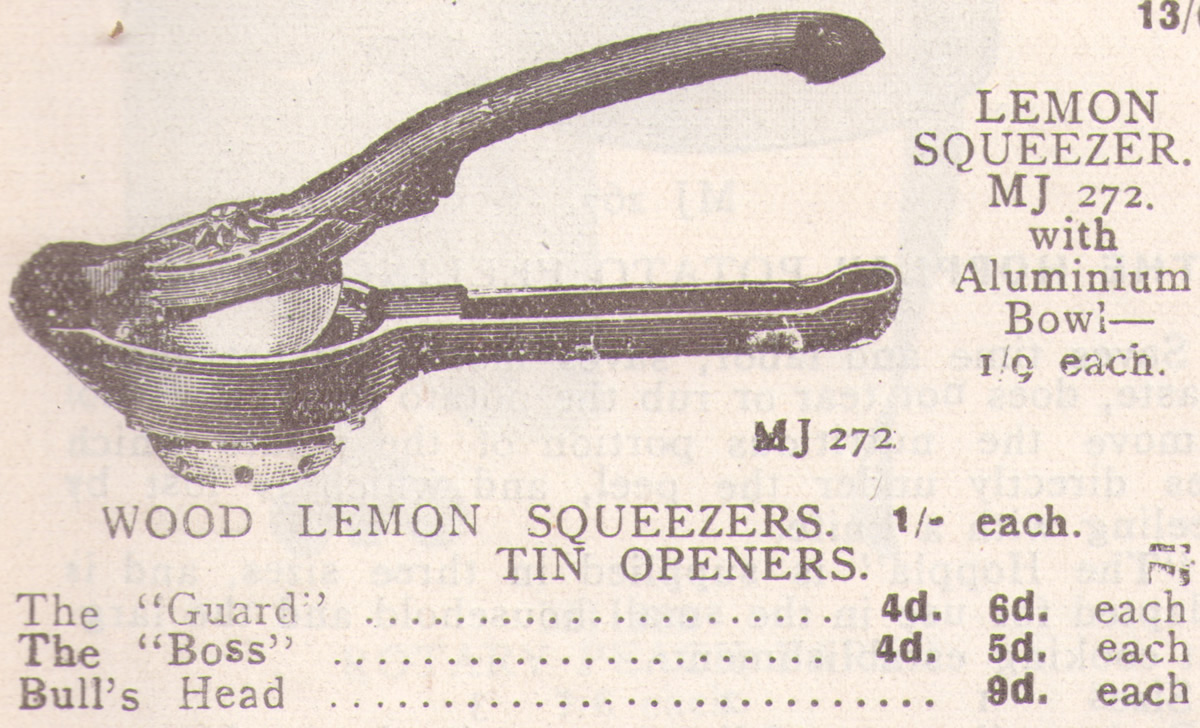 13/
LEMON
SQUEEZER.
MJ 272.
with
Aluminium
Bowl—
1/9 each.
MJ 272
WOOD LEMON SQUEEZERS. 1/- each.
TIN OPENERS.
The "Guard" .................... 4d. 6d. each
The "Boss" .................... 4d. 5d. each
Bull's Head .......................... 9d. each